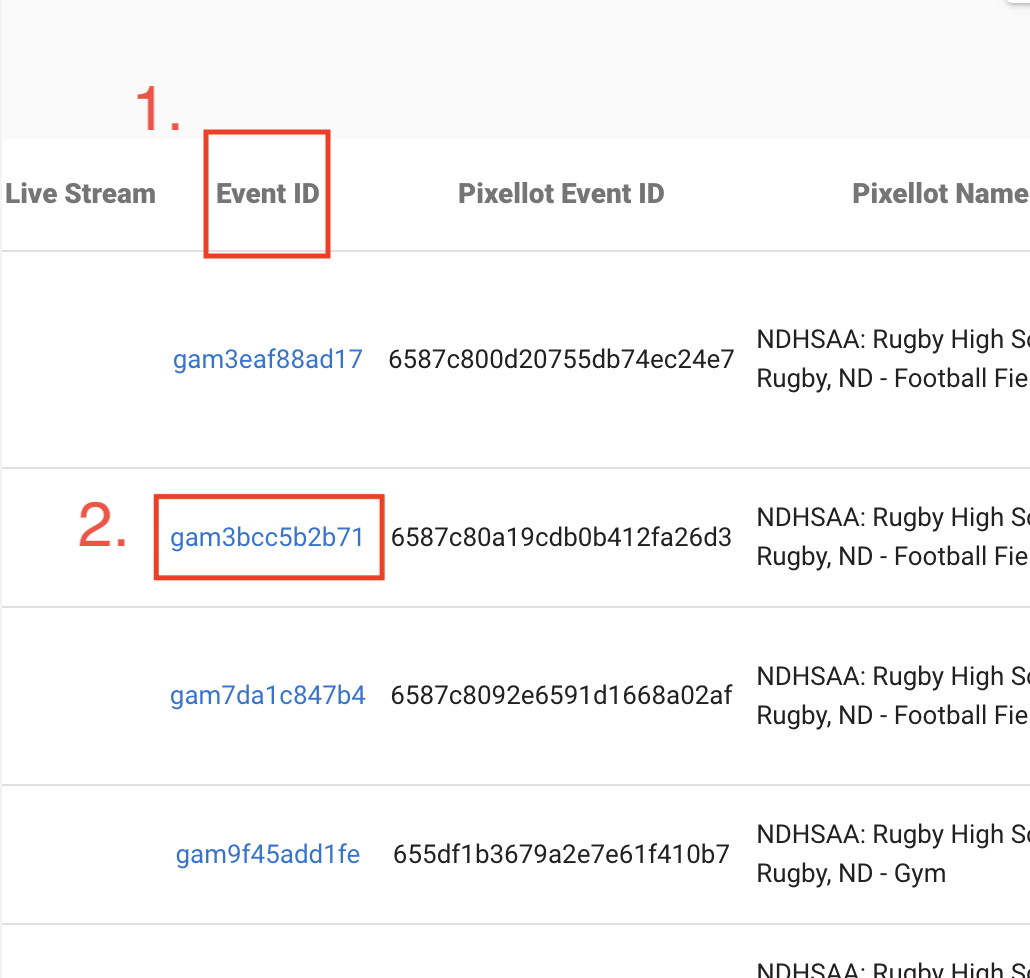 1.
Live Stream Event ID Pixellot Event ID Pixellot Name
gam3eaf88ad17 6587c800d20755db74ec24e7 NDHSAA: Rugby High Sc
Rugby, ND - Football Fie
2. gam3bcc5b2b71 6587c80a19cdb0b412fa26d3 NDHSAA: Rugby High Sc
Rugby, ND - Football Fie
gam7da1c847b4 6587c8092e6591d1668a02af NDHSAA: Rugby High Sc
Rugby, ND - Football Fie
gam9f45add1fe 655df1b3679a2e7e61f410b7 NDHSAA: Rugby High Sc
Rugby, ND - Gym
NDHSAA: Rugby High Sc